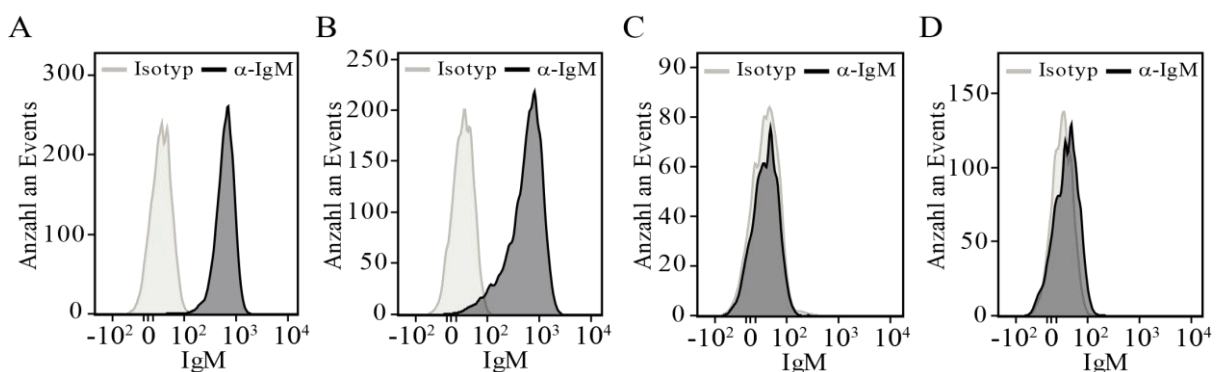 A
Anzahl an Events
300
200
100
0
Isotyp α-IgM
-10² 0 10² 10³ 10⁴
IgM
B
Anzahl an Events
250
200
150
100
50
0
Isotyp α-IgM
-10² 0 10² 10³ 10⁴
IgM
C
Anzahl an Events
90
80
60
40
20
0
Isotyp α-IgM
-10² 0 10² 10³ 10⁴
IgM
D
Anzahl an Events
150
100
50
0
Isotyp α-IgM
-10² 0 10² 10³ 10⁴
IgM